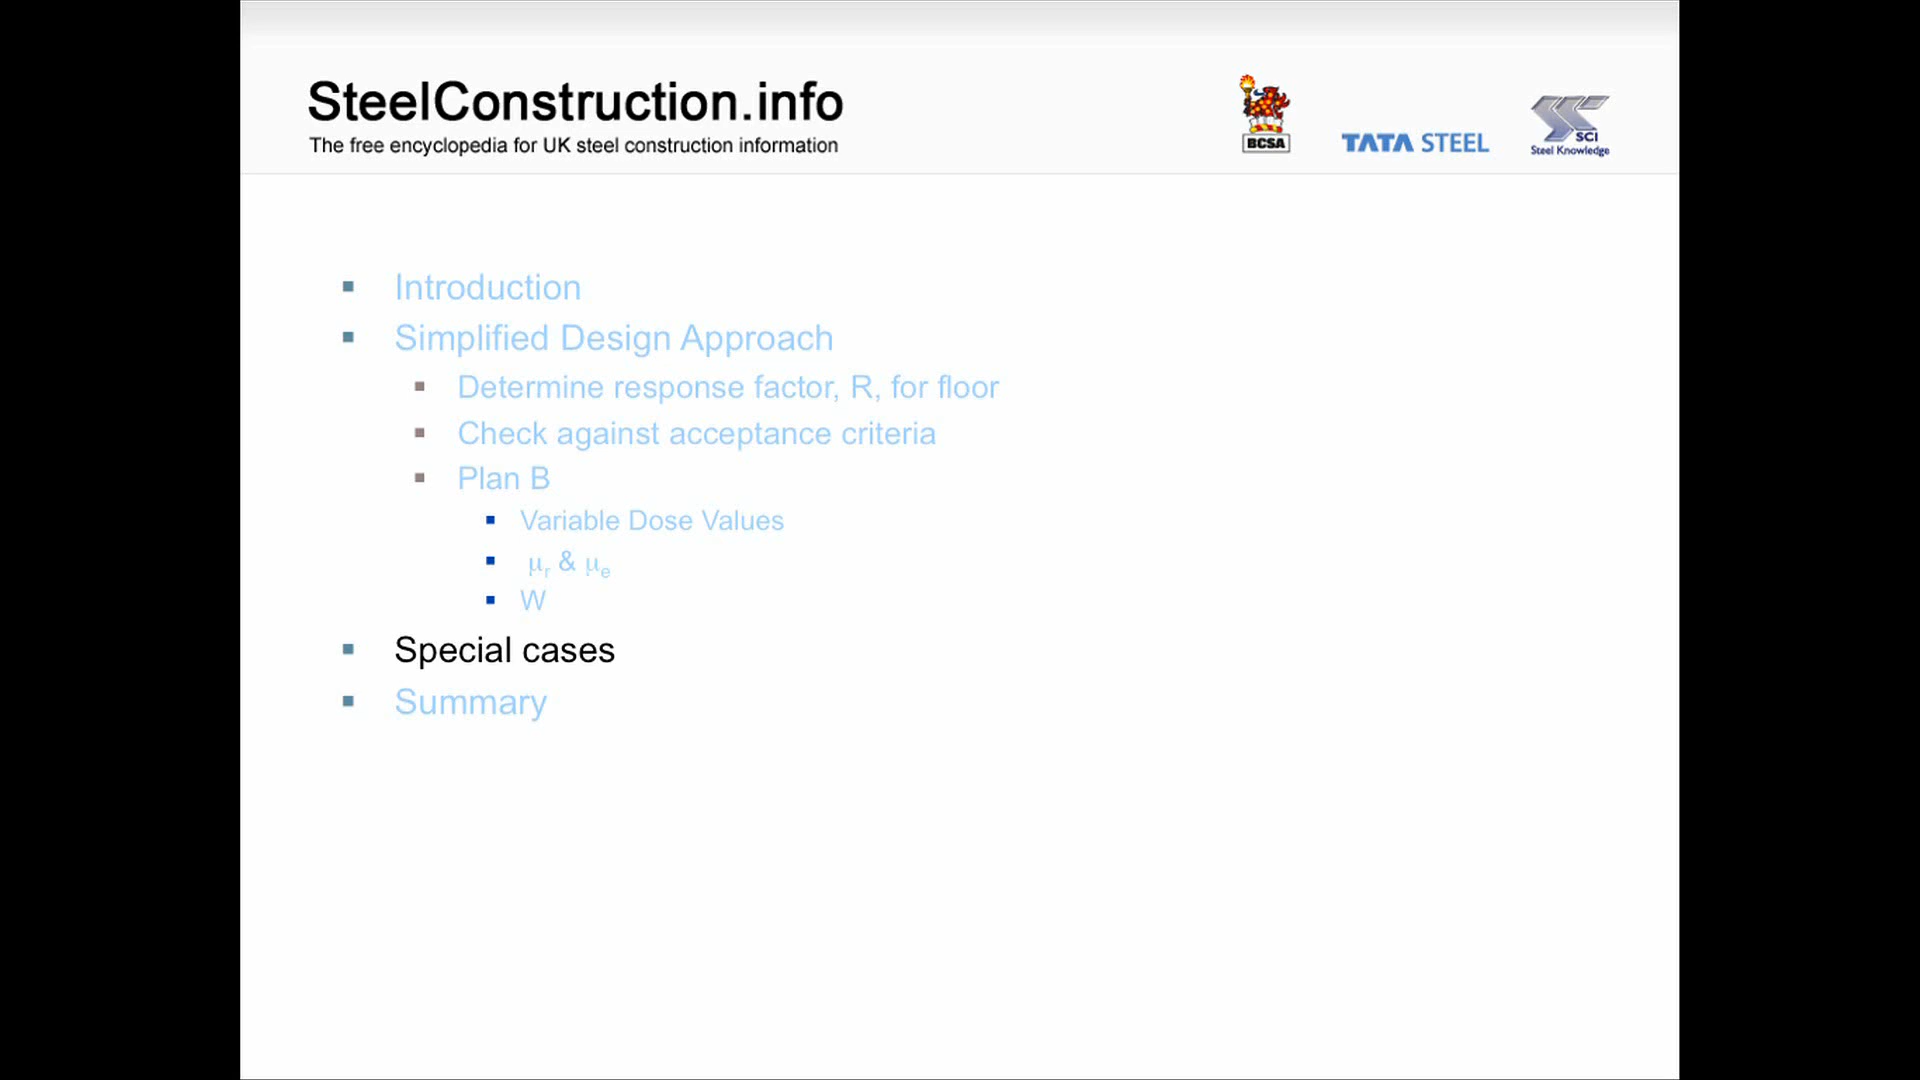 SteelConstruction.info
The free encyclopedia for UK steel construction information
BCSA
TATA STEEL
SCI
Steel Knowledge
Introduction
Simplified Design Approach
Determine response factor, R, for floor
Check against acceptance criteria
Plan B
Variable Dose Values
μr & μe
W
Special cases
Summary